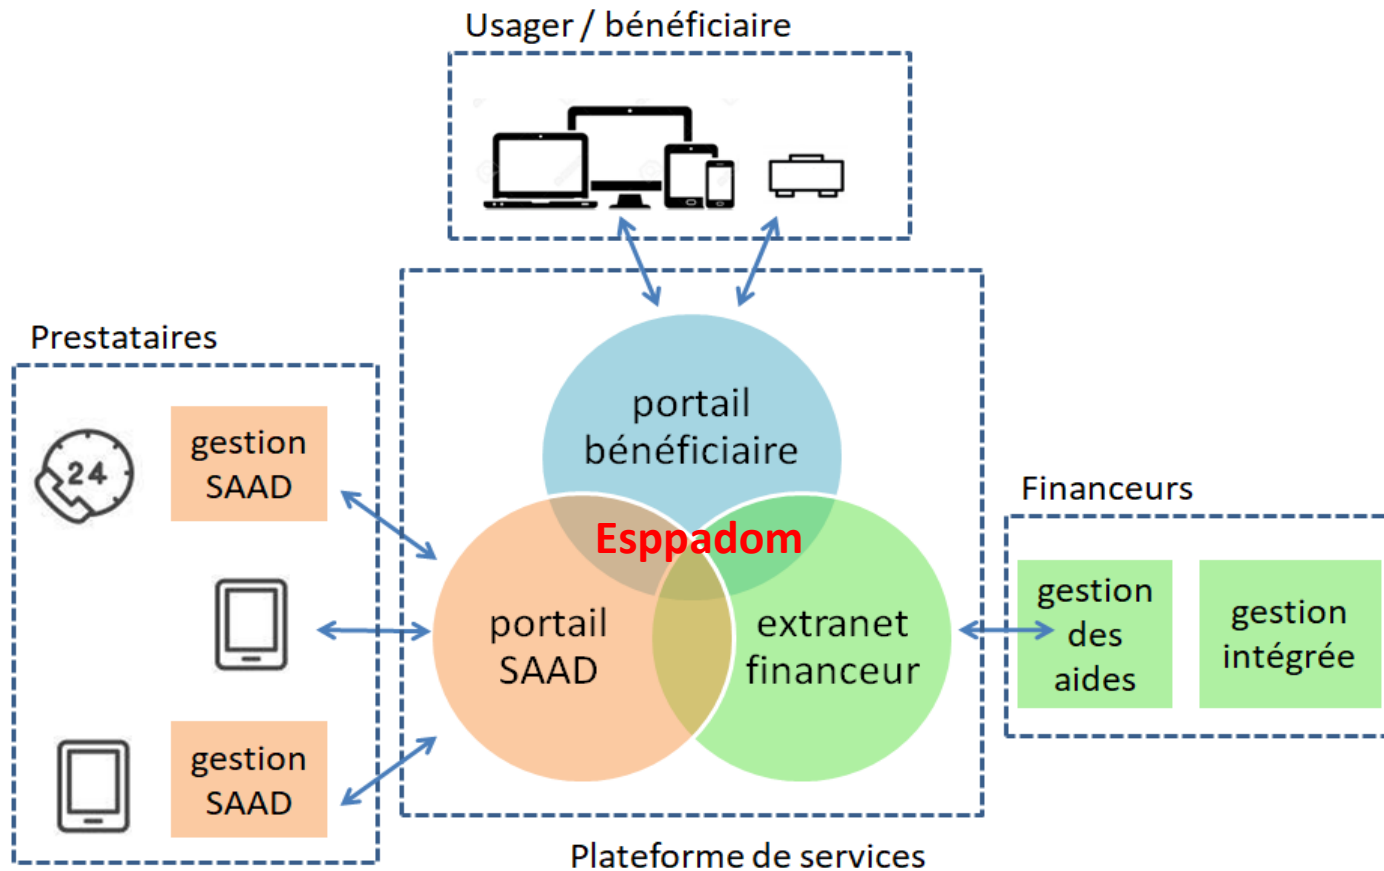 Usager / bénéficiaire
Prestataires
24
gestion
SAAD
gestion
SAAD
portail
bénéficiaire
Esppadom
portail
SAAD
extranet
financeur
Financeurs
gestion
des
aides
gestion
intégrée
Plateforme de services